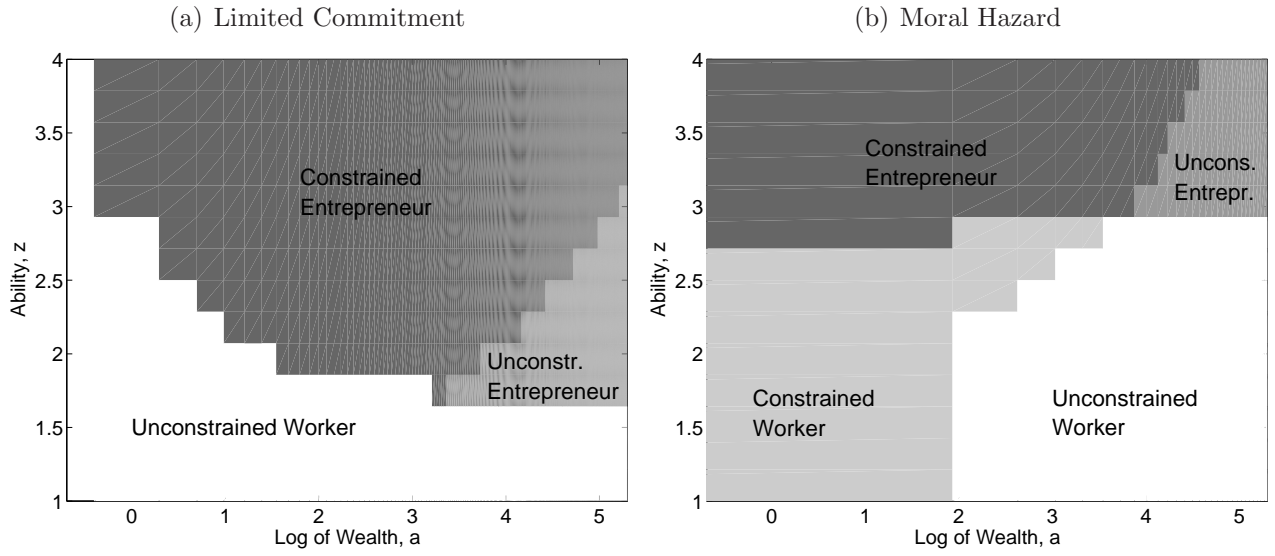 (a) Limited Commitment
4
3.5
3
2.5
2
1.5
1
Ability, z
Constrained
Entrepreneur
Unconstr.
Entrepreneur
Unconstrained Worker
0 1 2 3 4 5
Log of Wealth, a
(b) Moral Hazard
4
3.5
3
2.5
2
1.5
1
Ability, z
Constrained
Entrepreneur
Uncons.
Entrepr.
Constrained
Worker
Unconstrained
Worker
0 1 2 3 4 5
Log of Wealth, a